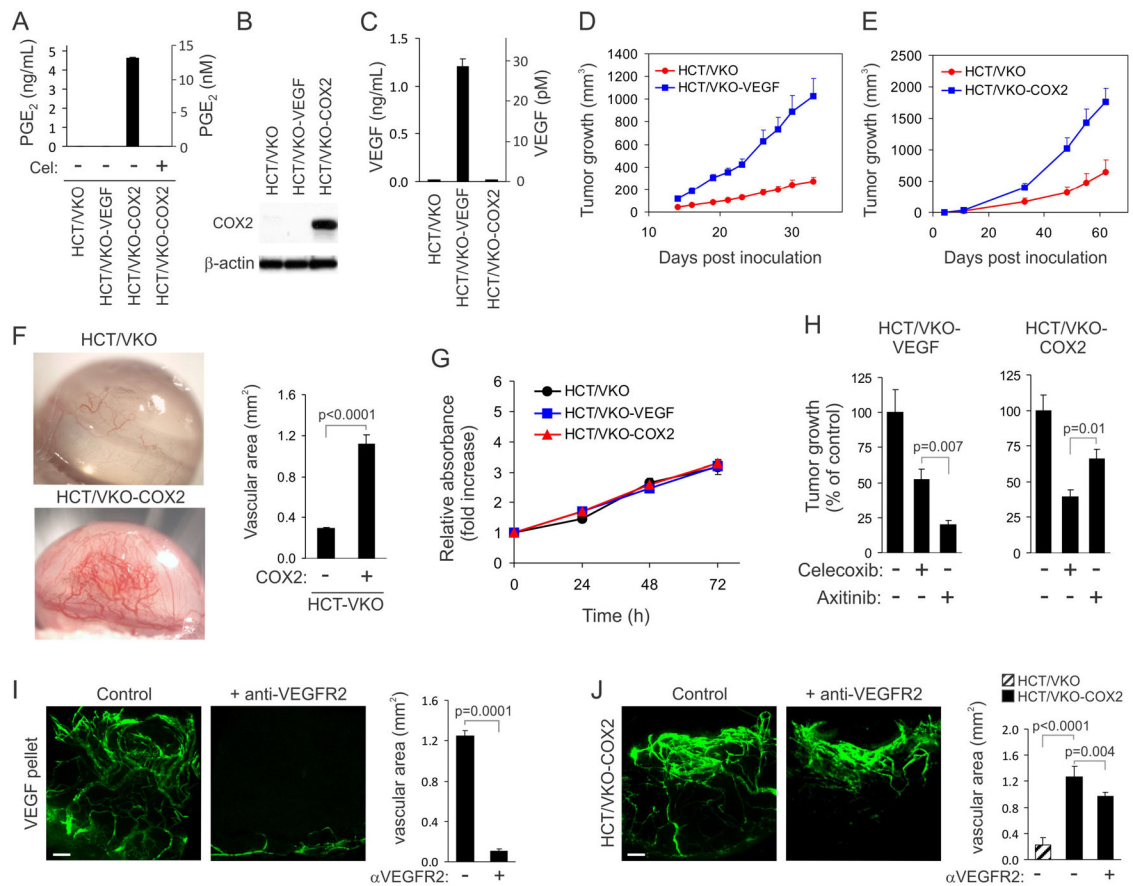 A
PGE2 (ng/mL)
5
4
3
2
1
0
15
10
5
0
PGE2 (nM)
Cel: - - - +
HCT/VKO
HCT/VKO-VEGF
HCT/VKO-COX2
HCT/VKO-COX2
B
HCT/VKO
HCT/VKO-VEGF
HCT/VKO-COX2
COX2
β-actin
C
VEGF (ng/mL)
1.5
1.0
0.5
0.0
30
20
10
0
VEGF (pM)
HCT/VKO
HCT/VKO-VEGF
HCT/VKO-COX2
D
Tumor growth (mm³)
1400
1200
1000
800
600
400
200
0
HCT/VKO
HCT/VKO-VEGF
10 20 30 40
Days post inoculation
E
Tumor growth (mm³)
2500
2000
1500
1000
500
0
HCT/VKO
HCT/VKO-COX2
0 20 40 60
Days post inoculation
F
HCT/VKO
HCT/VKO-COX2
Vascular area (mm²)
1.6
1.2
0.8
0.4
0.0
p<0.0001
COX2: - +
HCT-VKO
G
Relative absorbance
(fold increase)
6
5
4
3
2
1
0
HCT/VKO
HCT/VKO-VEGF
HCT/VKO-COX2
0 24 48 72
Time (h)
H
HCT/VKO-
VEGF
Tumor growth
(% of control)
125
100
75
50
25
0
p=0.007
HCT/VKO-
COX2
125
100
75
50
25
0
p=0.01
Celecoxib: - + - - + -
Axitinib: - - + - - +
I
Control
+ anti-VEGFR2
VEGF pellet
vascular area (mm²)
1.6
1.2
0.8
0.4
0.0
p=0.0001
αVEGFR2: - +
J
Control
+ anti-VEGFR2
HCT/VKO-COX2
HCT/VKO
HCT/VKO-COX2
vascular area (mm²)
2.0
1.6
1.2
0.8
0.4
0
p<0.0001
p=0.004
αVEGFR2: - - +